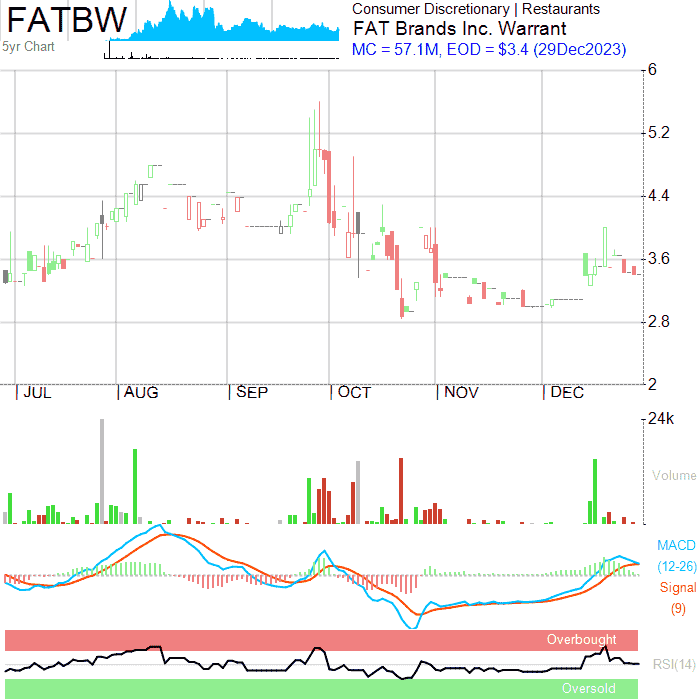 FATBW
5yr Chart
Consumer Discretionary | Restaurants
FAT Brands Inc. Warrant
MC = 57.1M, EOD = $3.4 (29Dec2023)
6
5.2
4.4
3.6
2.8
2
JUL AUG SEP OCT NOV DEC
24k
Volume
MACD
(12-26)
Signal
(9)
Overbought
RSI(14)
Oversold